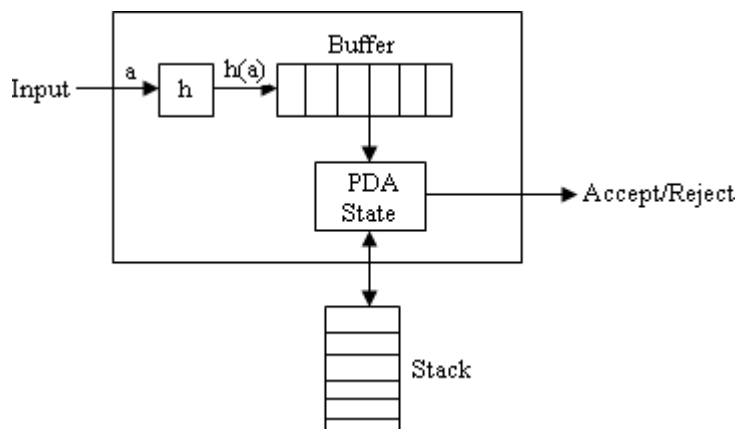 Buffer
a
h(a)
Input
h
PDA
State
Accept/Reject
Stack